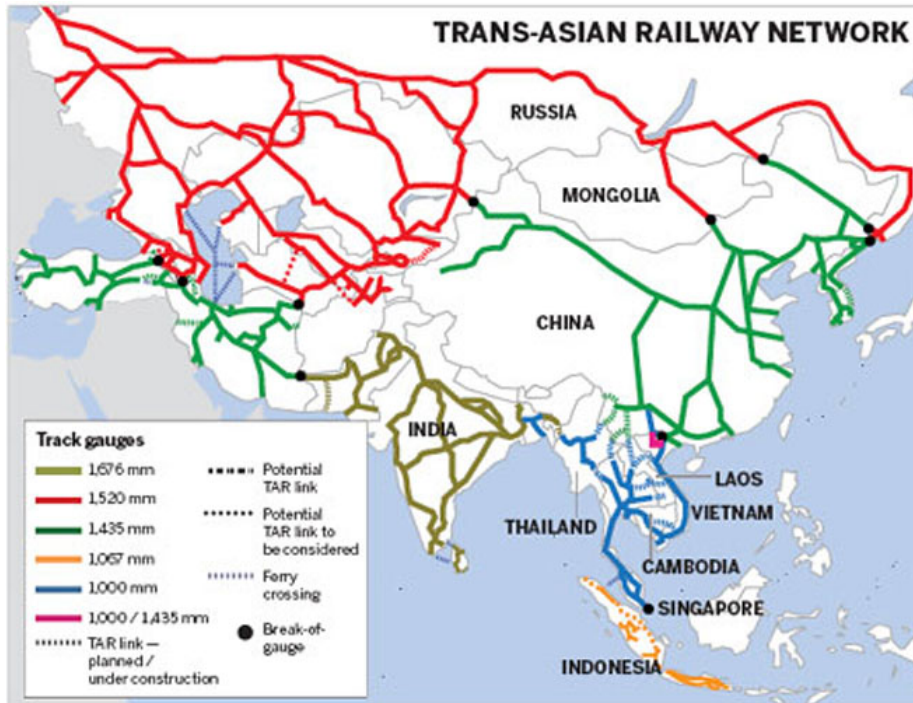 TRANS-ASIAN RAILWAY NETWORK
RUSSIA
MONGOLIA
CHINA
INDIA
LAOS
VIETNAM
THAILAND
CAMBODIA
SINGAPORE
INDONESIA
Track gauges
1,676 mm
1,520 mm
1,435 mm
1,067 mm
1,000 mm
1,000 / 1,435 mm
TAR link —
planned /
under construction
Potential
TAR link
Potential
TAR link to
be considered
Ferry
crossing
Break-of-
gauge